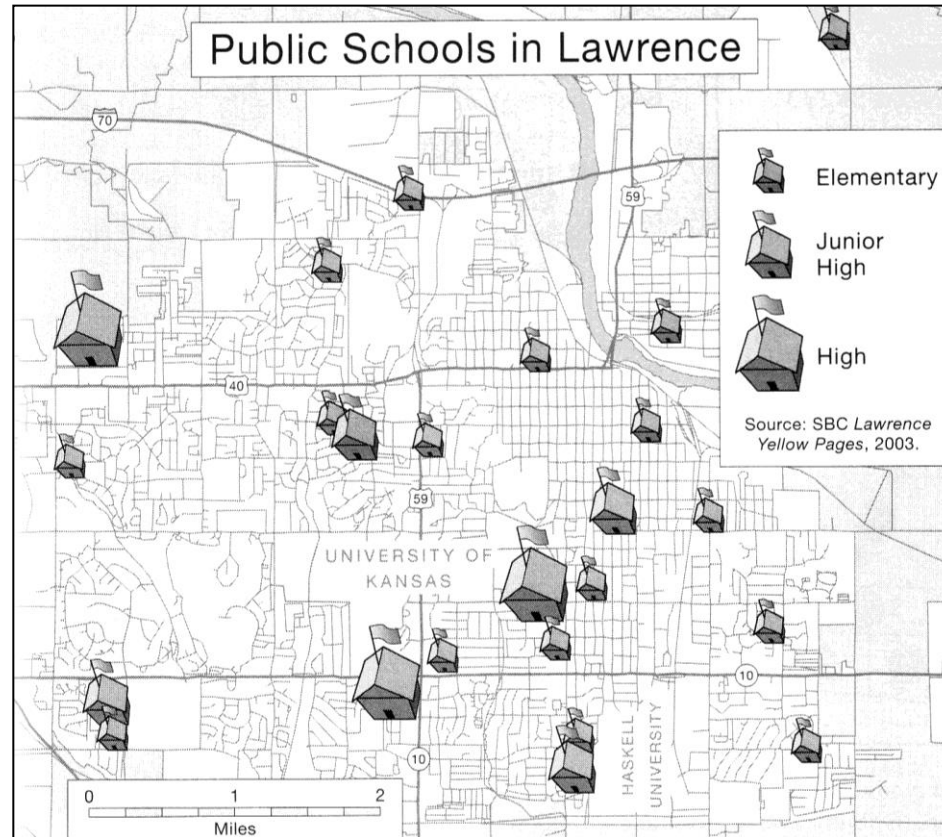 Public Schools in Lawrence
70
59
Elementary
Junior
High
High
Source: SBC Lawrence
Yellow Pages, 2003.
40
59
UNIVERSITY OF
KANSAS
10
10
HASKELL
UNIVERSITY
0 1 2
Miles